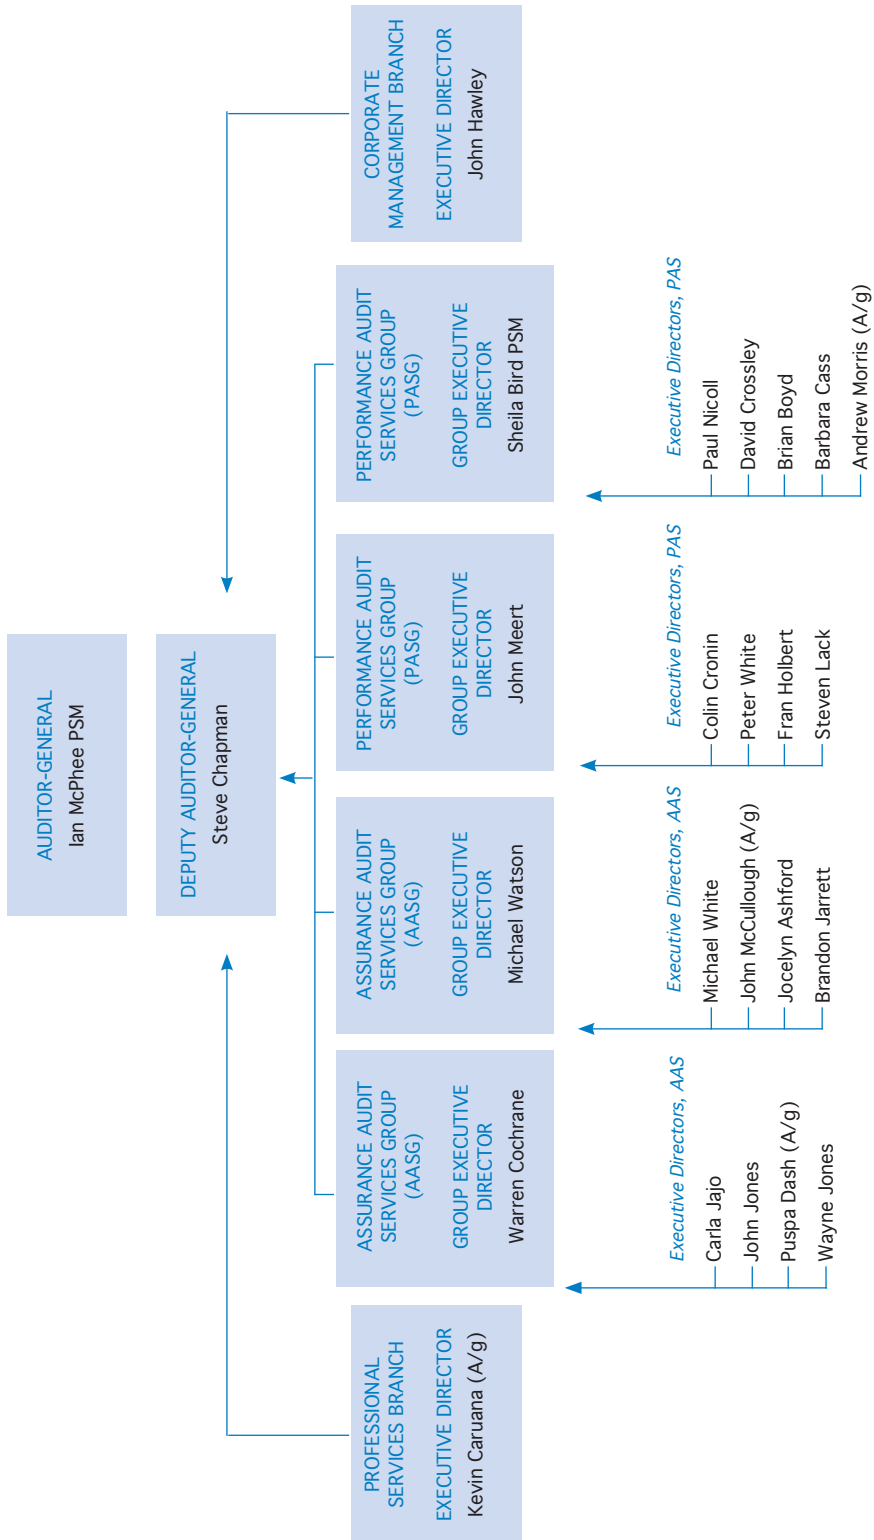 AUDITOR-GENERAL
Ian McPhee PSM
DEPUTY AUDITOR-GENERAL
Steve Chapman
PROFESSIONAL
SERVICES BRANCH
EXECUTIVE DIRECTOR
Kevin Caruana (A/g)
ASSURANCE AUDIT
SERVICES GROUP
(AASG)
GROUP EXECUTIVE
DIRECTOR
Warren Cochrane
ASSURANCE AUDIT
SERVICES GROUP
(AASG)
GROUP EXECUTIVE
DIRECTOR
Michael Watson
PERFORMANCE AUDIT
SERVICES GROUP
(PASG)
GROUP EXECUTIVE
DIRECTOR
John Meert
PERFORMANCE AUDIT
SERVICES GROUP
(PASG)
GROUP EXECUTIVE
DIRECTOR
Sheila Bird PSM
CORPORATE
MANAGEMENT BRANCH
EXECUTIVE DIRECTOR
John Hawley
Executive Directors, AAS
Carla Jajo
John Jones
Puspa Dash (A/g)
Wayne Jones
Executive Directors, AAS
Michael White
John McCullough (A/g)
Jocelyn Ashford
Brandon Jarrett
Executive Directors, PAS
Colin Cronin
Peter White
Fran Holbert
Steven Lack
Executive Directors, PAS
Paul Nicoll
David Crossley
Brian Boyd
Barbara Cass
Andrew Morris (A/g)